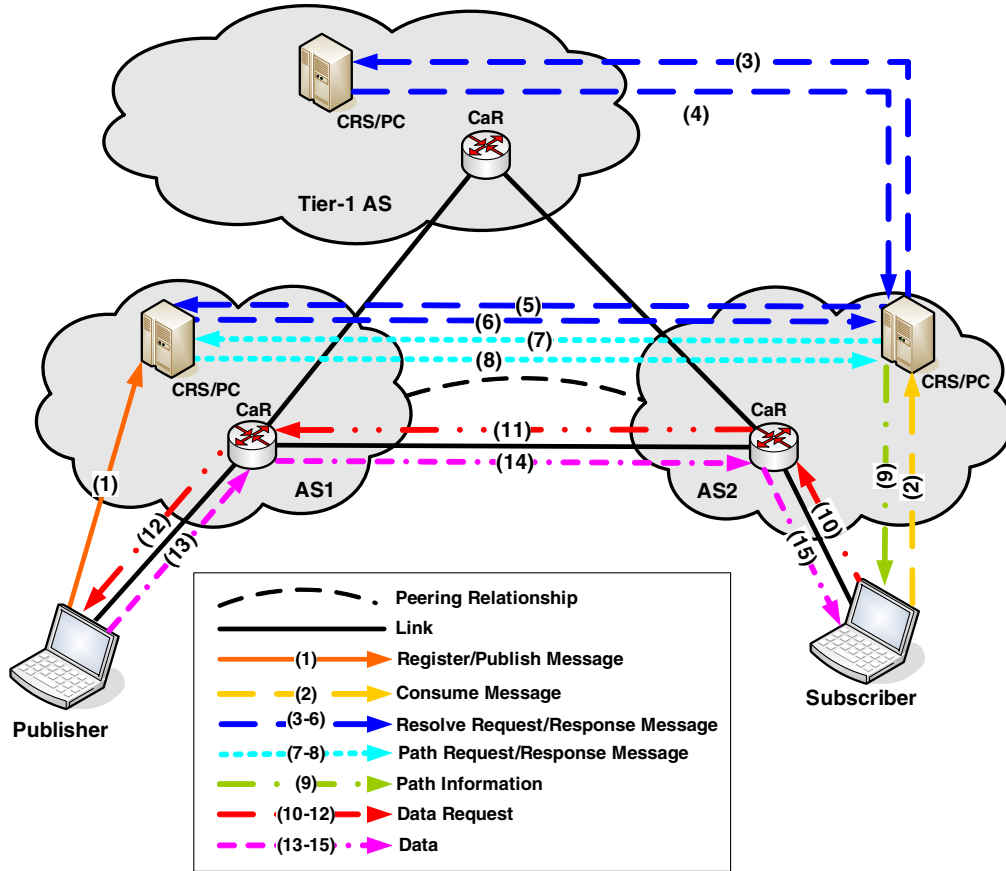 (3)
(4)
CRS/PC
CaR
Tier-1 AS
(5)
(6)
(7)
(8)
CRS/PC
CRS/PC
CaR
CaR
(11)
(14)
AS1
AS2
(1)
(12)
(13)
(15)
(10)
(9)
(2)
Publisher
Subscriber
Peering Relationship
Link
(1) Register/Publish Message
(2) Consume Message
(3-6) Resolve Request/Response Message
(7-8) Path Request/Response Message
(9) Path Information
(10-12) Data Request
(13-15) Data